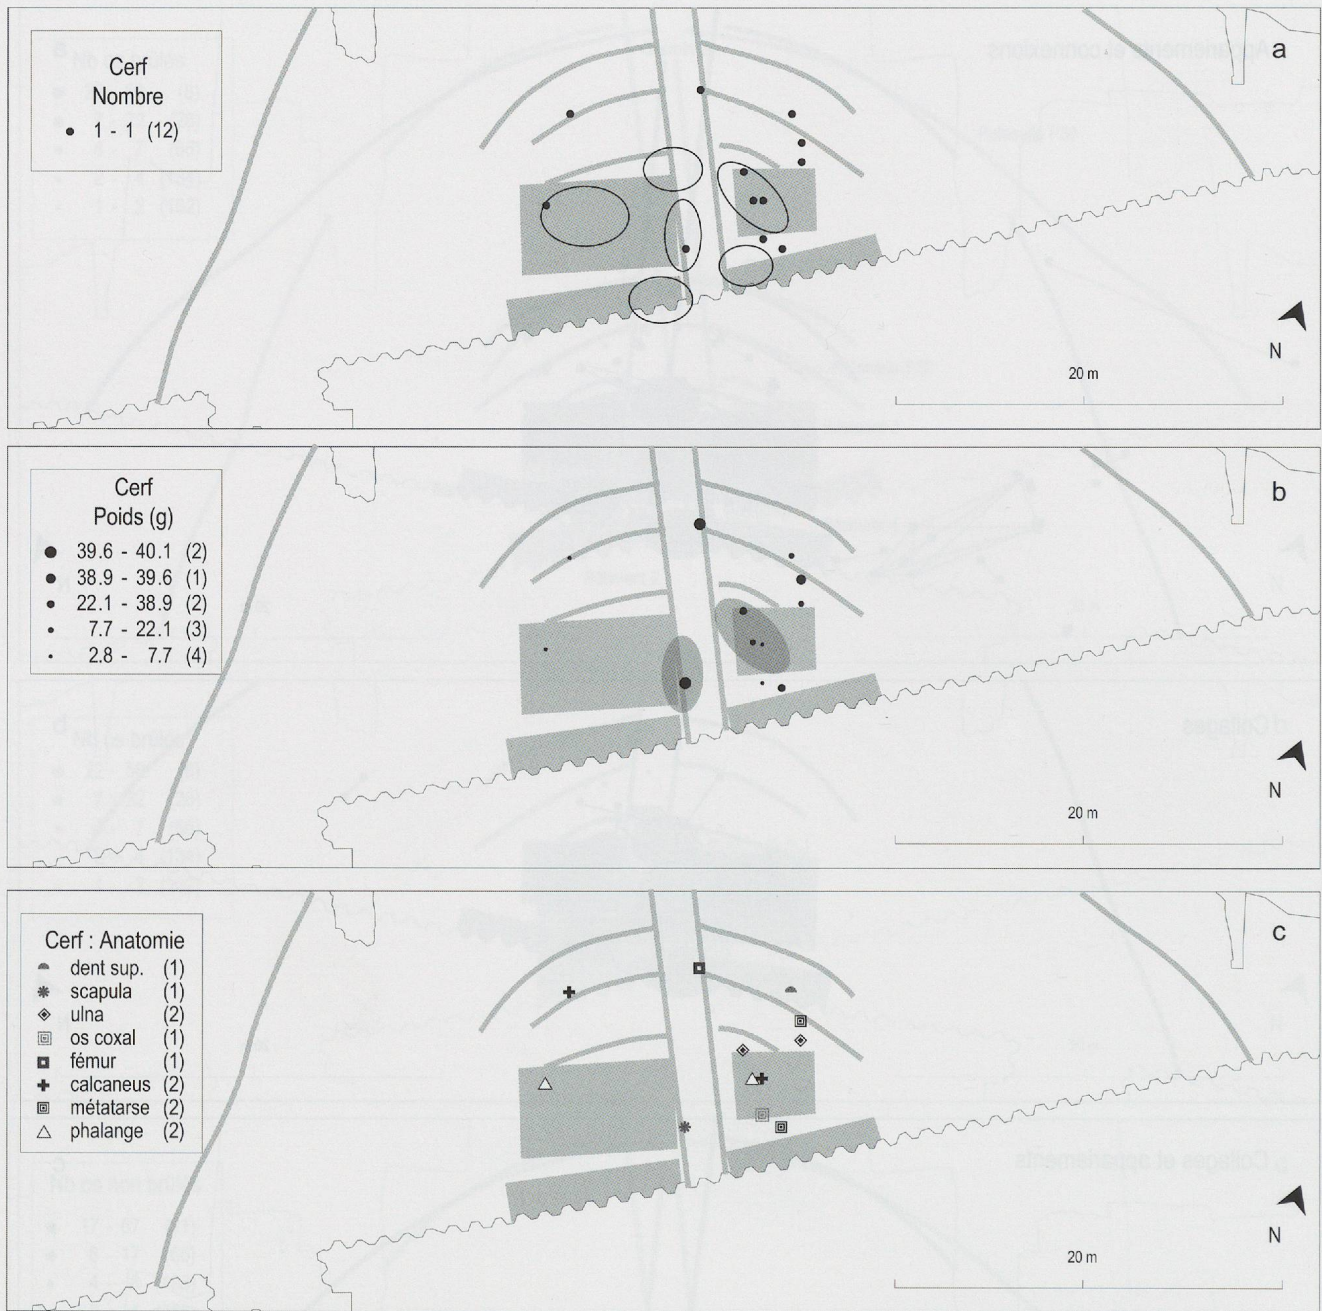 a
Cerf
Nombre
1 - 1 (12)
N
20 m
b
Cerf
Poids (g)
39.6 - 40.1 (2)
38.9 - 39.6 (1)
22.1 - 38.9 (2)
7.7 - 22.1 (3)
2.8 - 7.7 (4)
N
20 m
c
Cerf : Anatomie
dent sup. (1)
scapula (1)
ulna (2)
os coxal (1)
fémur (1)
calcaneus (2)
métatarse (2)
phalange (2)
N
20 m